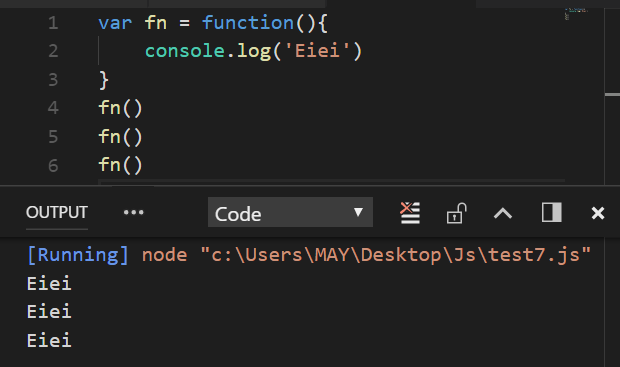 1 var fn = function(){
2     console.log('Eiei')
3 }
4 fn()
5 fn()
6 fn()
OUTPUT ••• Code
[Running] node "c:\Users\MAY\Desktop\Js\test7.js"
Eiei
Eiei
Eiei